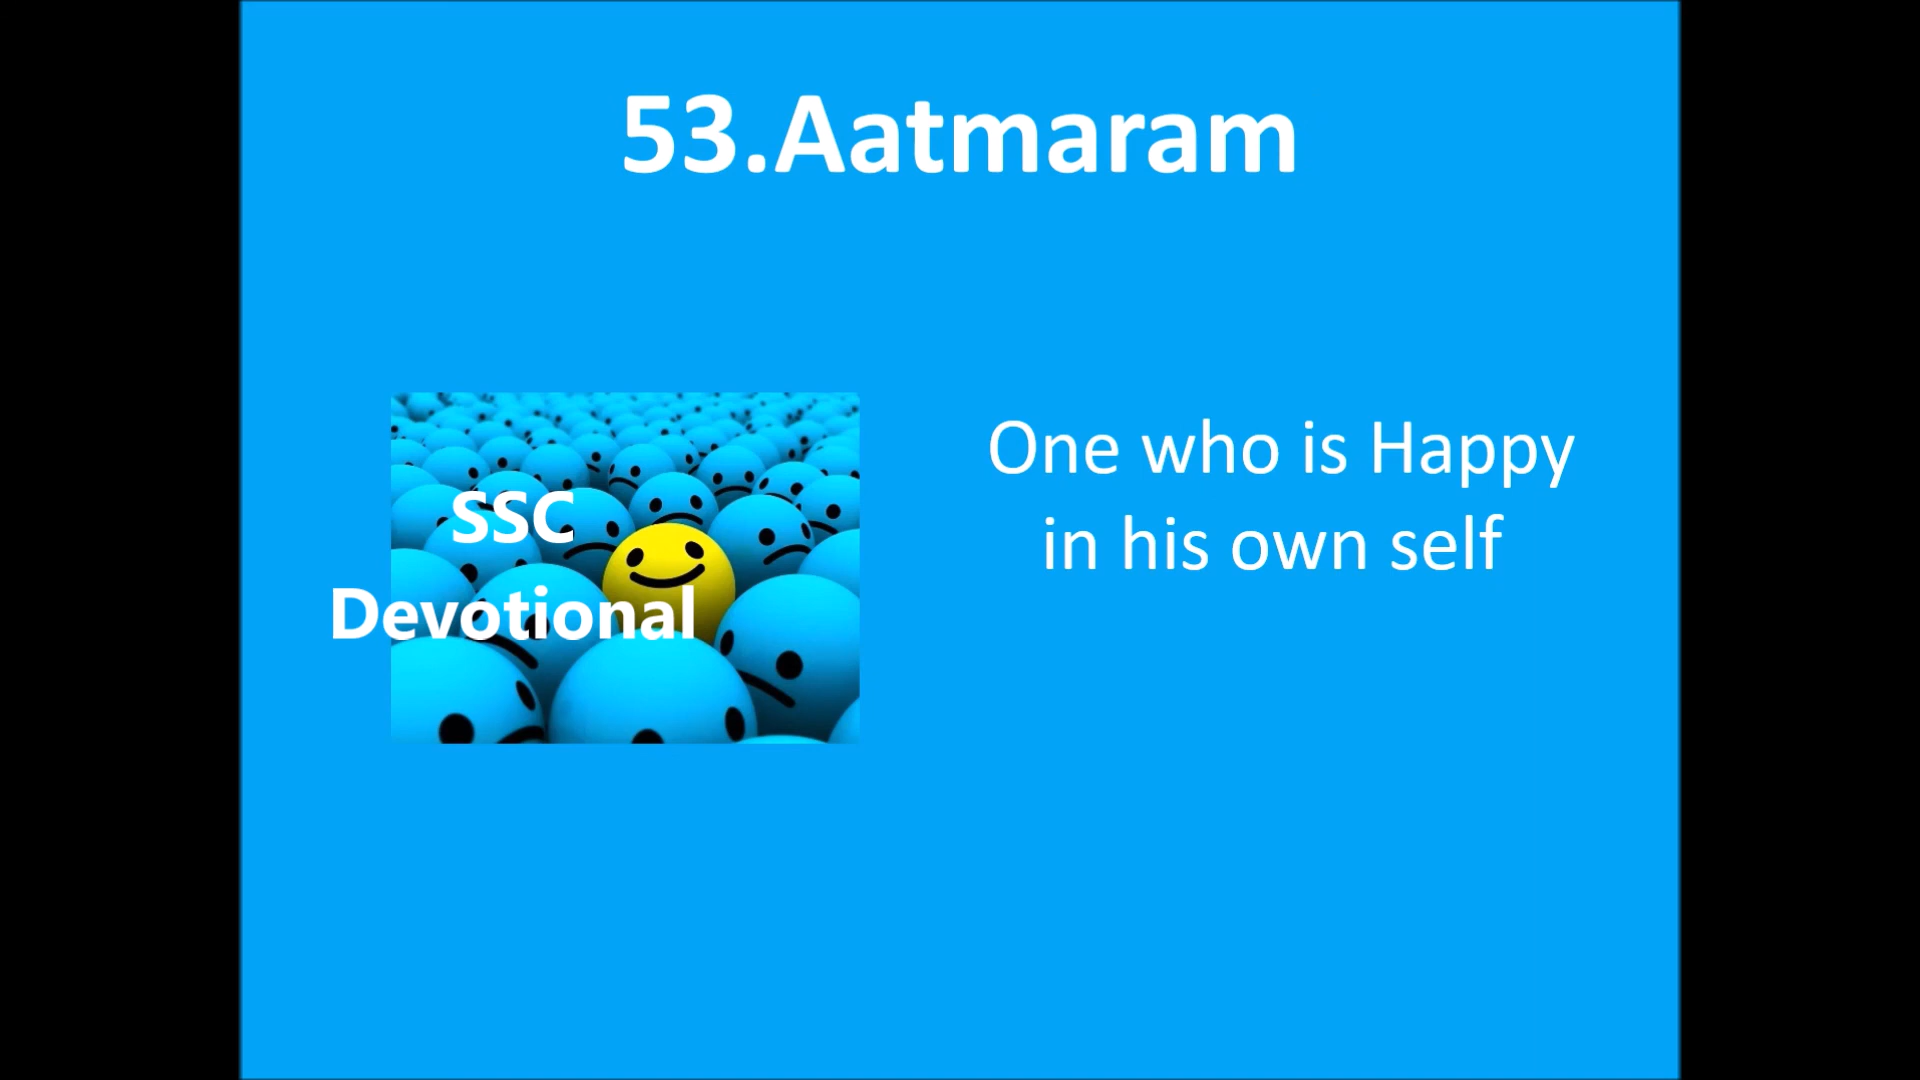 53.Aatmaram
SSC
Devotional
One who is Happy
in his own self